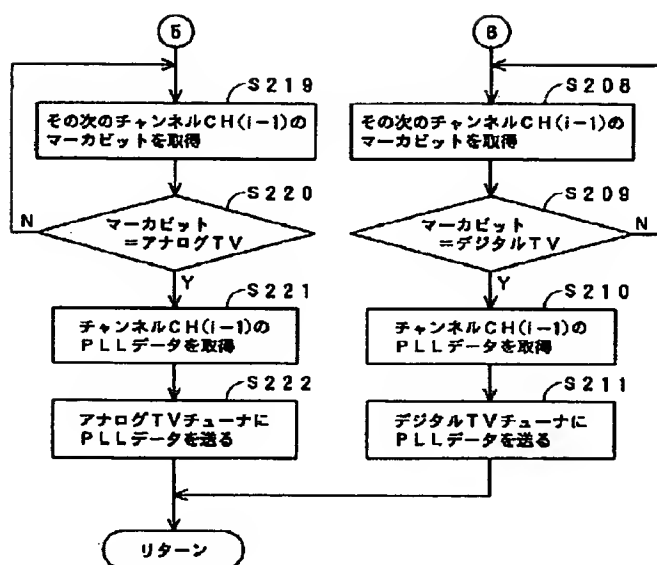 Б
В
S219
その次のチャンネルCH(i-1)の
マーカビットを取得
S208
その次のチャンネルCH(i-1)の
マーカビットを取得
S220
マーカビット
=アナログTV
N
Y
S209
マーカビット
=デジタルTV
N
Y
S221
チャンネルCH(i-1)の
PLLデータを取得
S210
チャンネルCH(i-1)の
PLLデータを取得
S222
アナログTVチューナに
PLLデータを送る
S211
デジタルTVチューナに
PLLデータを送る
リターン